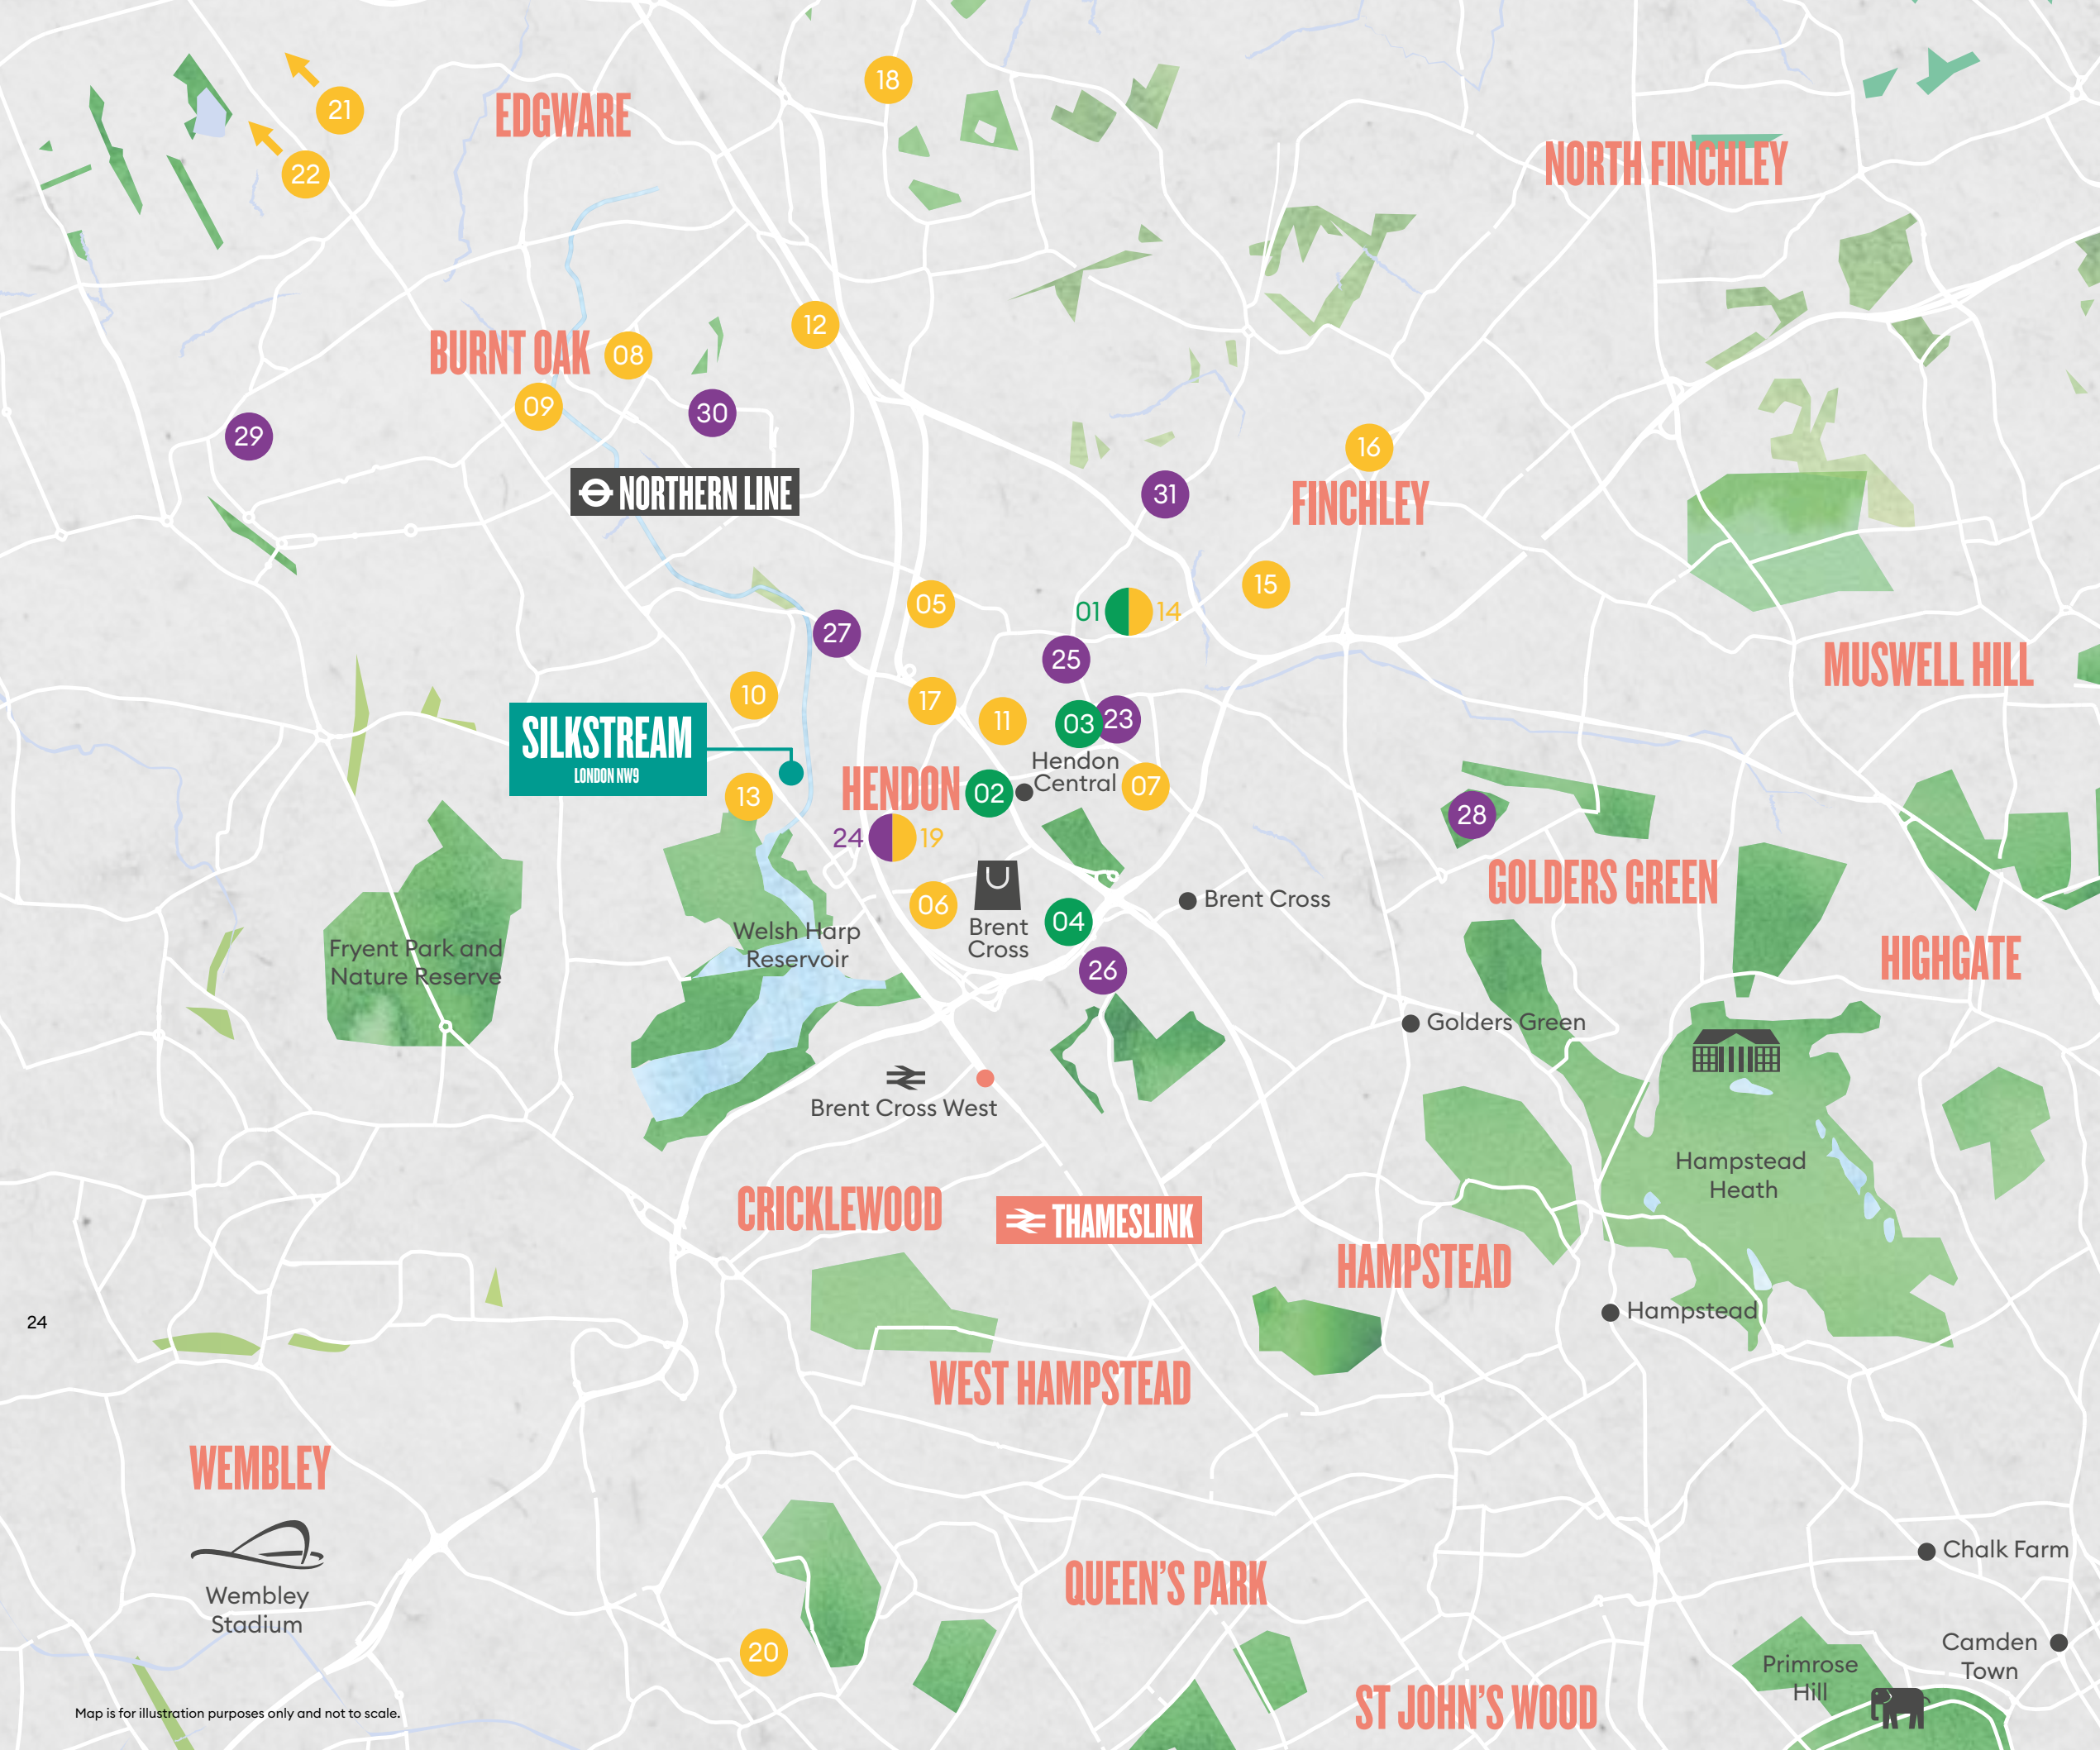 18
21
EDGWARE
NORTH FINCHLEY
22
12
BURNT OAK
08
09
30
29
16
31
NORTHERN LINE
FINCHLEY
15
05
01
14
27
25
MUSWELL HILL
10
17
11
03
23
SILKSTREAM
LONDON NW9
Hendon
Central
13
HENDON
02
07
28
24
19
GOLDERS GREEN
06
Brent
Cross
04
Brent Cross
Welsh Harp
Reservoir
Fryent Park and
Nature Reserve
HIGHGATE
26
Golders Green
Brent Cross West
Hampstead
Heath
CRICKLEWOOD
THAMESLINK
HAMPSTEAD
Hampstead
24
WEST HAMPSTEAD
WEMBLEY
Wembley
Stadium
Chalk Farm
QUEEN'S PARK
20
Camden
Town
Primrose
Hill
ST JOHN'S WOOD
Map is for illustration purposes only and not to scale.